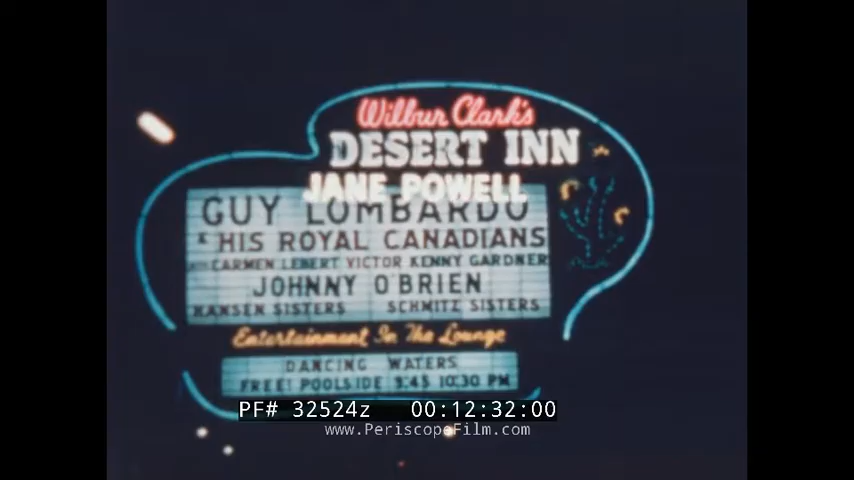 Wilbur Clark's
DESERT INN
JANE POWELL
GUY LOMBARDO
& HIS ROYAL CANADIANS
CARMEN LEBERT VICTOR KENNY GARDNER
JOHNNY O'BRIEN
HANSEN SISTERS SCHMITZ SISTERS
Entertainment In The Lounge
DANCING WATERS
FREE! POOLSIDE 9:45 10:30 PM
PF# 32524z 00:12:32:00
www.PeriscopeFilm.com